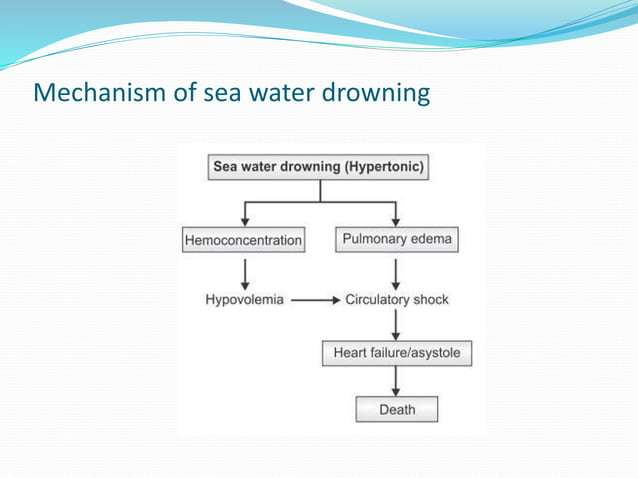 Mechanism of sea water drowning
Sea water drowning (Hypertonic)
Hemoconcentration
Pulmonary edema
Hypovolemia
Circulatory shock
Heart failure/asystole
Death